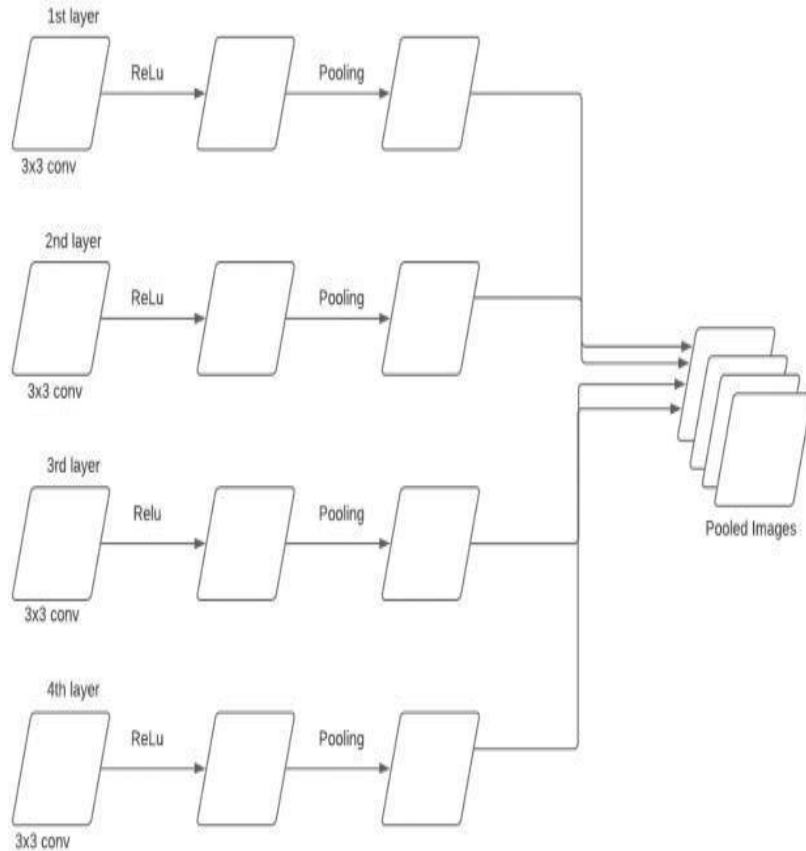 1st layer
ReLu
Pooling
3x3 conv
2nd layer
ReLu
Pooling
3x3 conv
3rd layer
Relu
Pooling
3x3 conv
Pooled Images
4th layer
ReLu
Pooling
3x3 conv